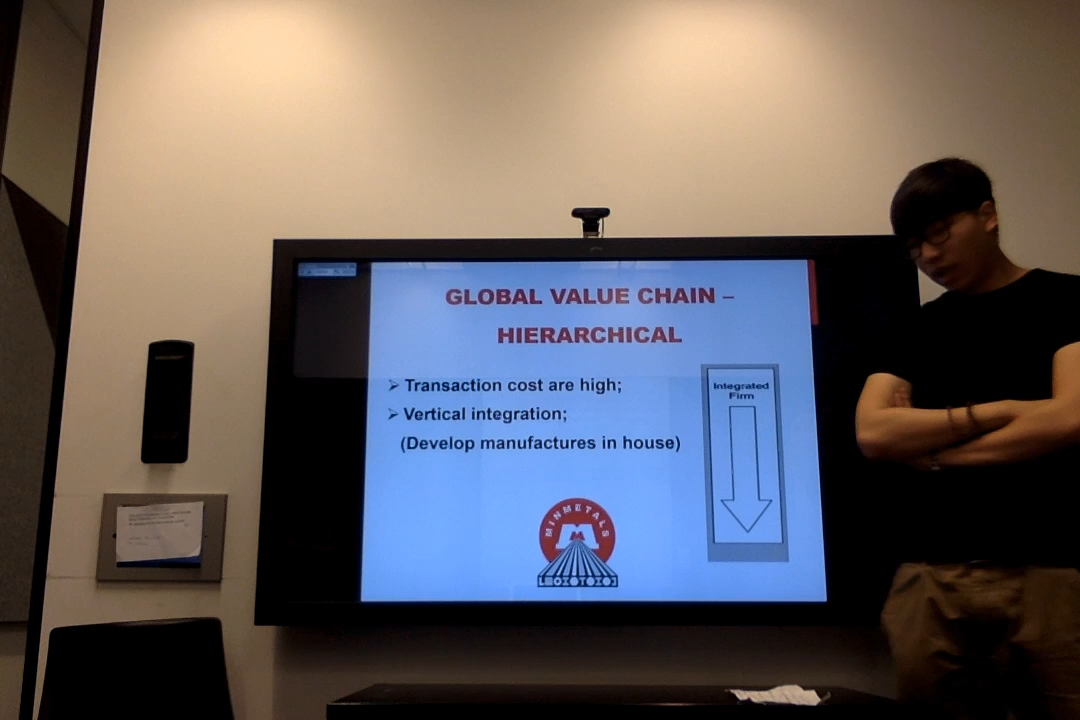 GLOBAL VALUE CHAIN –
HIERARCHICAL
➢ Transaction cost are high;
➢ Vertical integration;
(Develop manufactures in house)
Integrated
Firm
MINMETALS